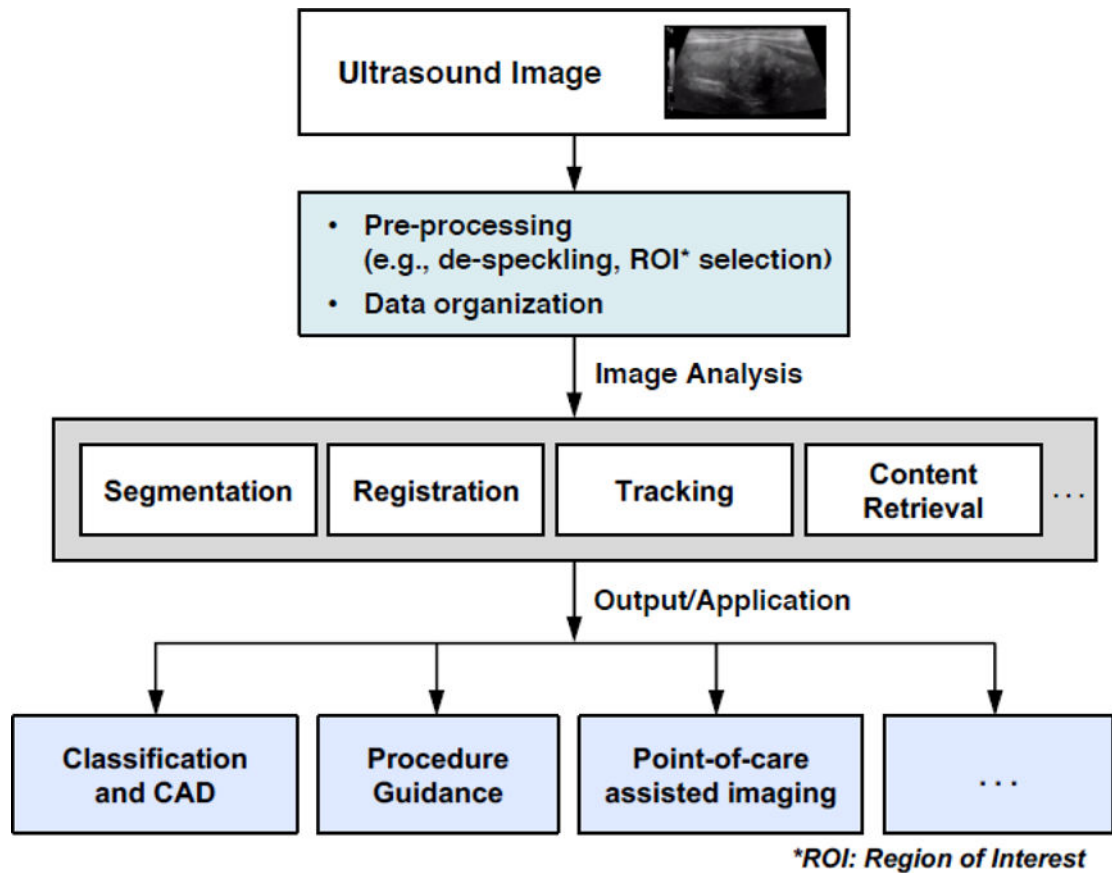 Ultrasound Image
• Pre-processing
(e.g., de-speckling, ROI* selection)
• Data organization
Image Analysis
Segmentation
Registration
Tracking
Content
Retrieval
...
Output/Application
Classification
and CAD
Procedure
Guidance
Point-of-care
assisted imaging
...
*ROI: Region of Interest